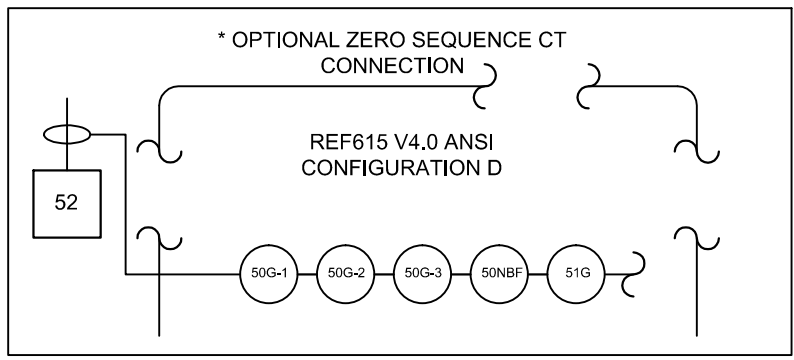 * OPTIONAL ZERO SEQUENCE CT
CONNECTION
REF615 V4.0 ANSI
CONFIGURATION D
52
50G-1 50G-2 50G-3 50NBF 51G